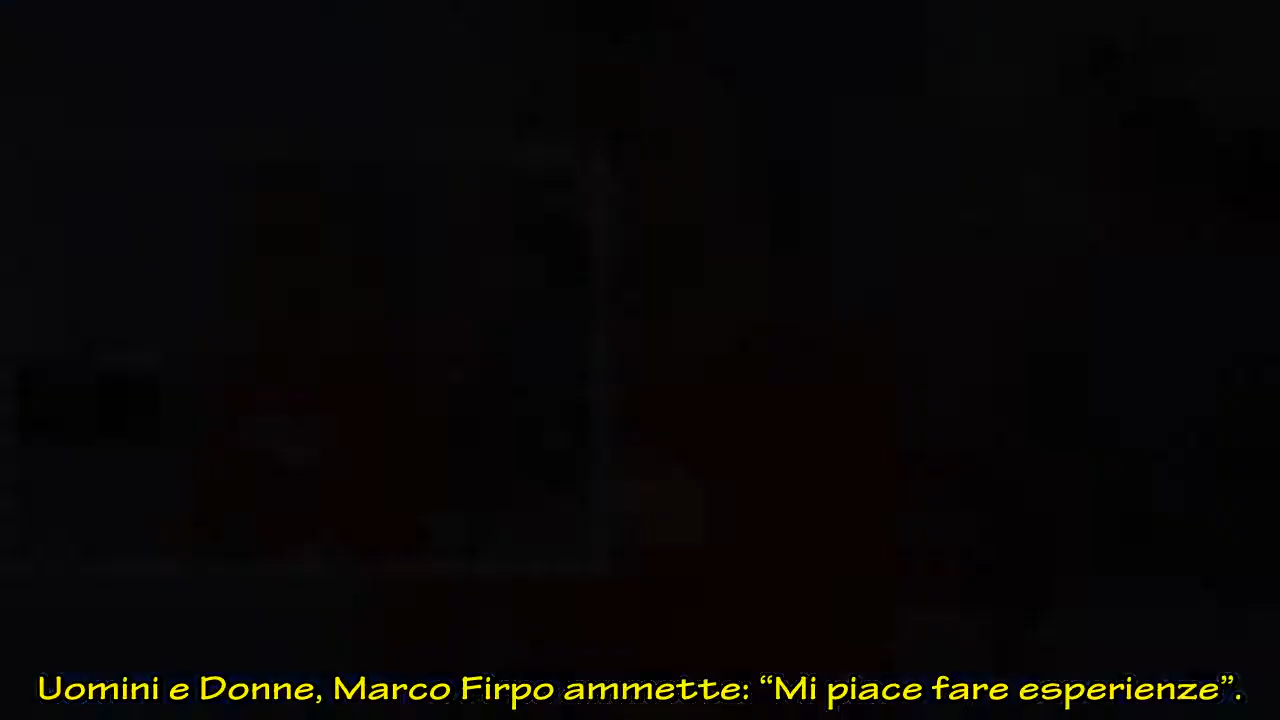 Uomini e Donne, Marco Firpo ammette: “Mi piace fare esperienze”.